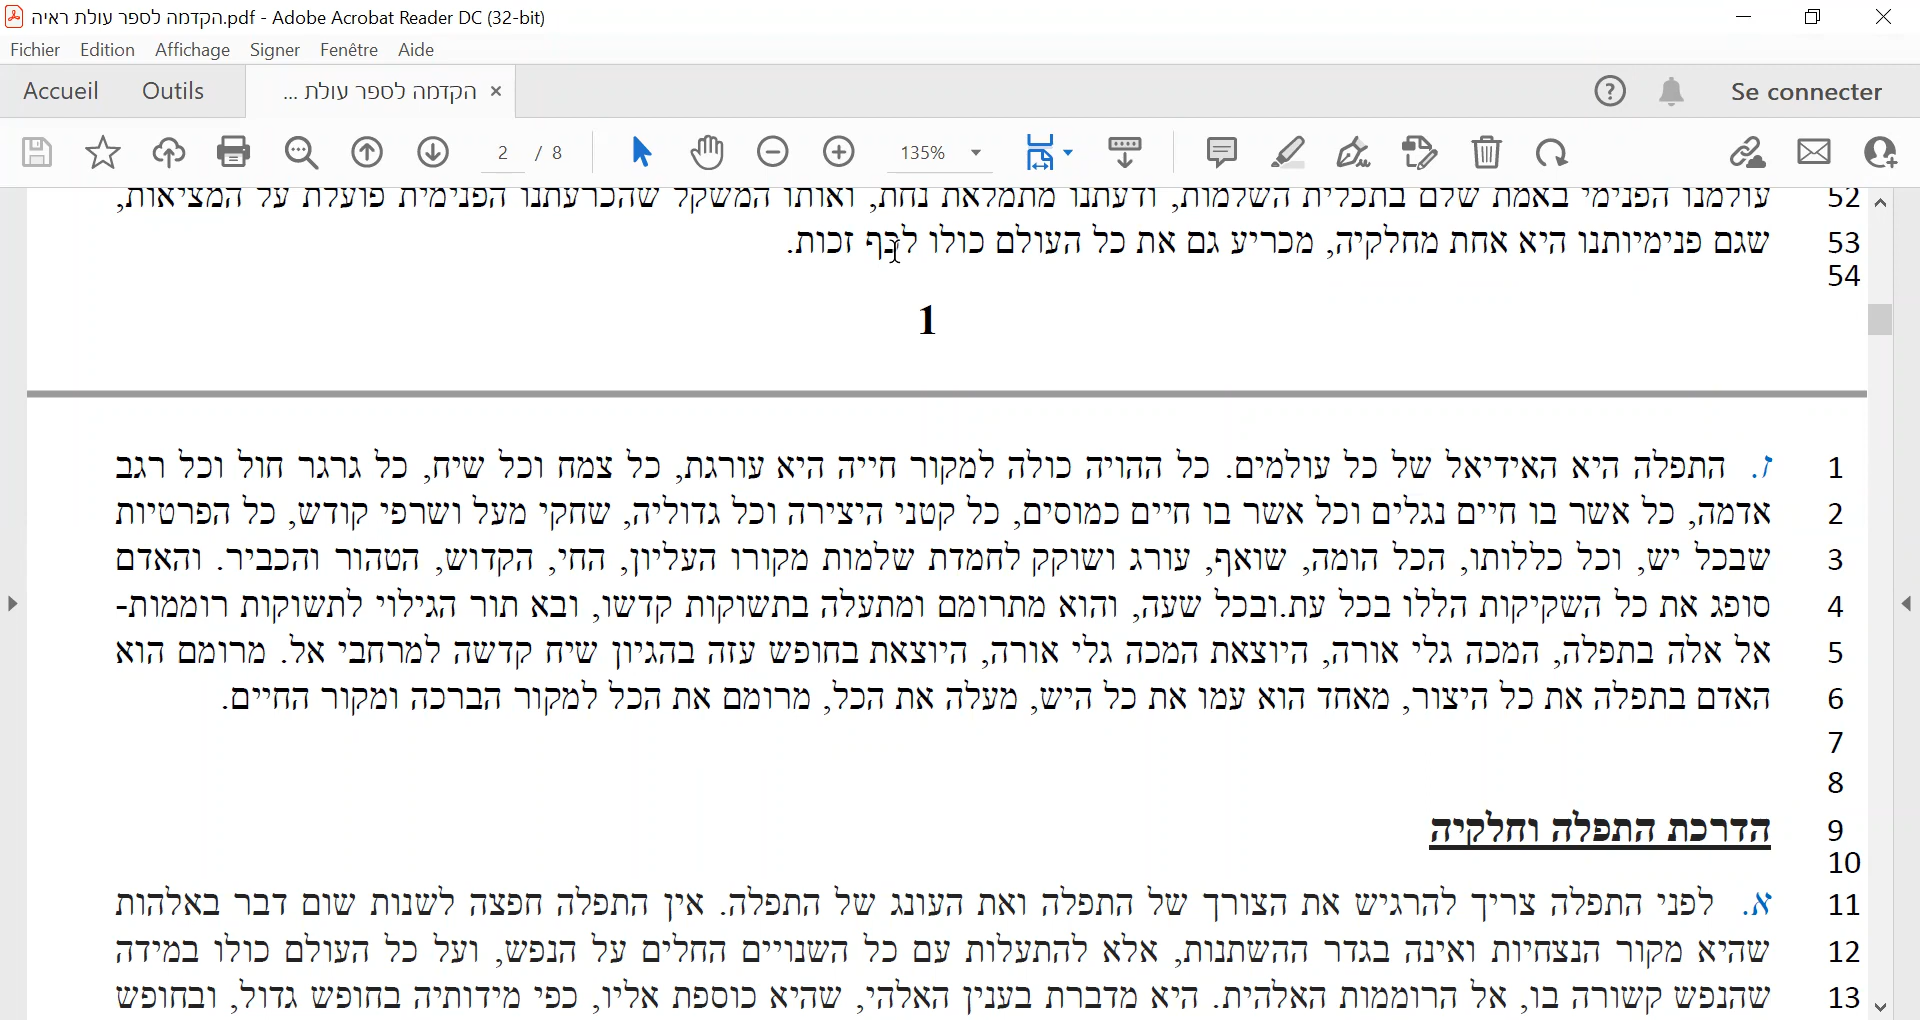 הקדמה לספר עולת ראיה.pdf - Adobe Acrobat Reader DC (32-bit)
Fichier Edition Affichage Signer Fenêtre Aide
Accueil Outils הקדמה לספר עולת ... × ? Se connecter
2 / 8 135%
עולמנו הפנימי באמת שלם בתכלית השלמות, ודעתנו מתמלאת נחת, ואותו המשקל שהכרעתנו הפנימית פועלת על המציאות, 52
שגם פנימיותנו היא אחת מחלקיה, מכריע גם את כל העולם כולו לכף זכות. 53
54
1
ז. התפלה היא האידיאל של כל עולמים. כל ההויה כולה למקור חייה היא עורגת, כל צמח וכל שיח, כל גרגר חול וכל רגב 1
אדמה, כל אשר בו חיים נגלים וכל אשר בו חיים כמוסים, כל קטני היצירה וכל גדוליה, שחקי מעל ושרפי קודש, כל הפרטיות 2
שבכל יש, וכל כללותו, הכל הומה, שואף, עורג ושוקק לחמדת שלמות מקורו העליון, החי, הקדוש, הטהור והכביר. והאדם 3
סופג את כל השקיקות הללו בכל עת.ובכל שעה, והוא מתרומם ומתעלה בתשוקות קדשו, ובא תור הגילוי לתשוקות רוממות- 4
אל אלה בתפלה, המכה גלי אורה, היוצאת המכה גלי אורה, היוצאת בחופש עזה בהגיון שיח קדשה למרחבי אל. מרומם הוא 5
האדם בתפלה את כל היצור, מאחד הוא עמו את כל היש, מעלה את הכל, מרומם את הכל למקור הברכה ומקור החיים. 6
7
8
הדרכת התפלה וחלקיה 9
10
א. לפני התפלה צריך להרגיש את הצורך של התפלה ואת העונג של התפלה. אין התפלה חפצה לשנות שום דבר באלהות 11
שהיא מקור הנצחיות ואינה בגדר ההשתנות, אלא להתעלות עם כל השנויים החלים על הנפש, ועל כל העולם כולו במידה 12
שהנפש קשורה בו, אל הרוממות האלהית. היא מדברת בענין האלהי, שהיא כוספת אליו, כפי מידותיה בחופש גדול, ובחופש 13